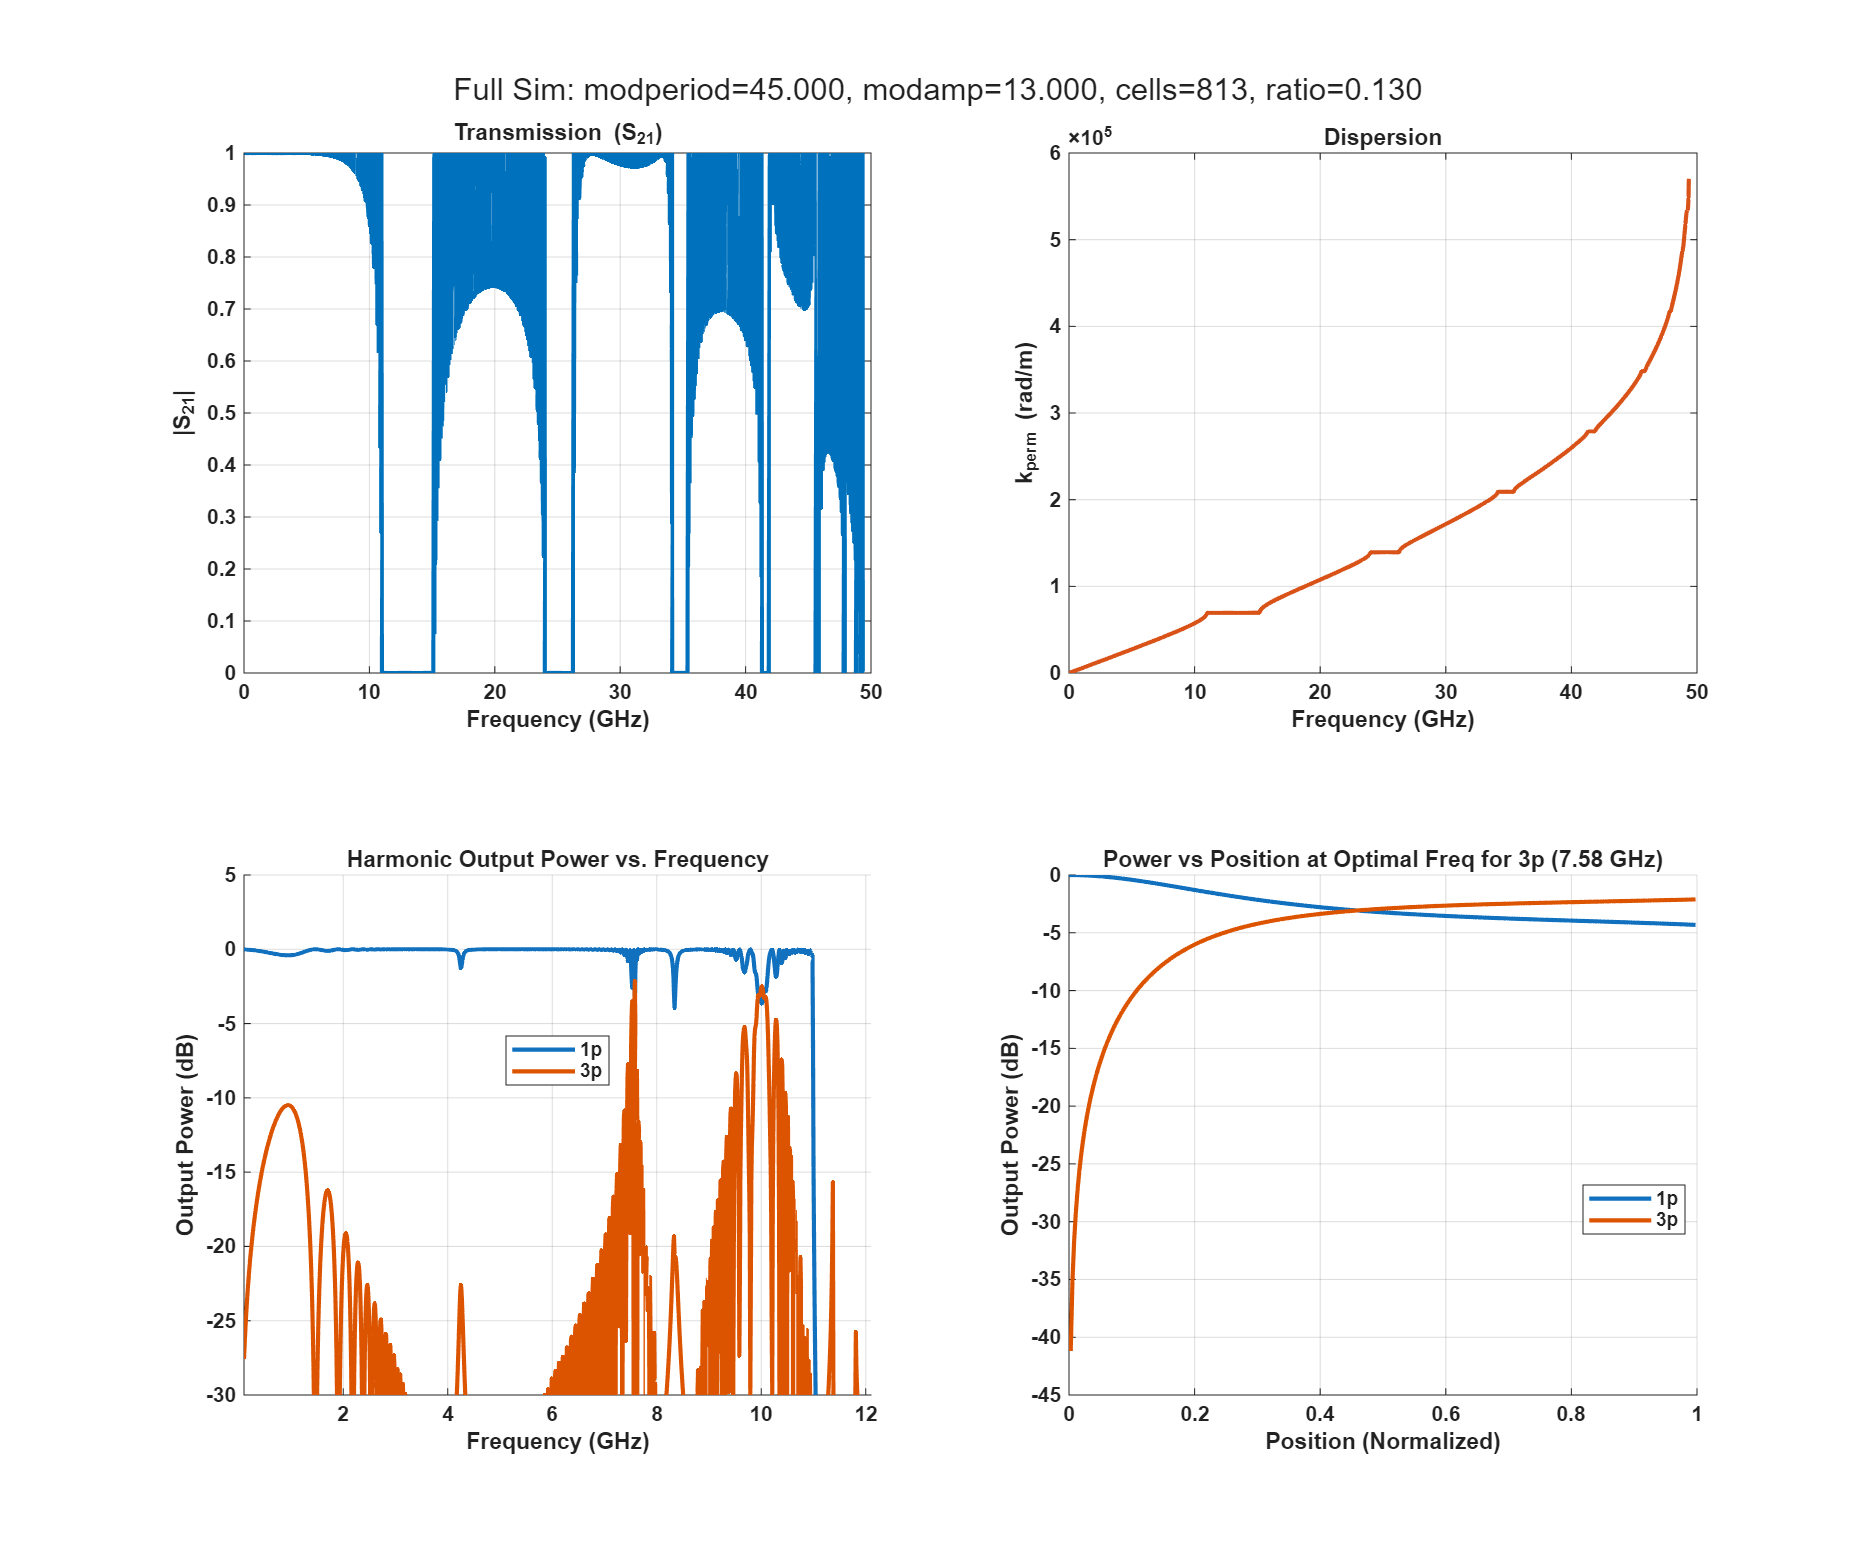 Full Sim: modperiod=45.000, modamp=13.000, cells=813, ratio=0.130
Transmission (S21)
1
0.9
0.8
0.7
0.6
0.5
0.4
0.3
0.2
0.1
0
|S21|
0 10 20 30 40 50
Frequency (GHz)
×10^5
Dispersion
6
5
4
3
2
1
0
kperm (rad/m)
0 10 20 30 40 50
Frequency (GHz)
Harmonic Output Power vs. Frequency
5
0
-5
-10
-15
-20
-25
-30
Output Power (dB)
1p
3p
2 4 6 8 10 12
Frequency (GHz)
Power vs Position at Optimal Freq for 3p (7.58 GHz)
0
-5
-10
-15
-20
-25
-30
-35
-40
-45
Output Power (dB)
1p
3p
0 0.2 0.4 0.6 0.8 1
Position (Normalized)